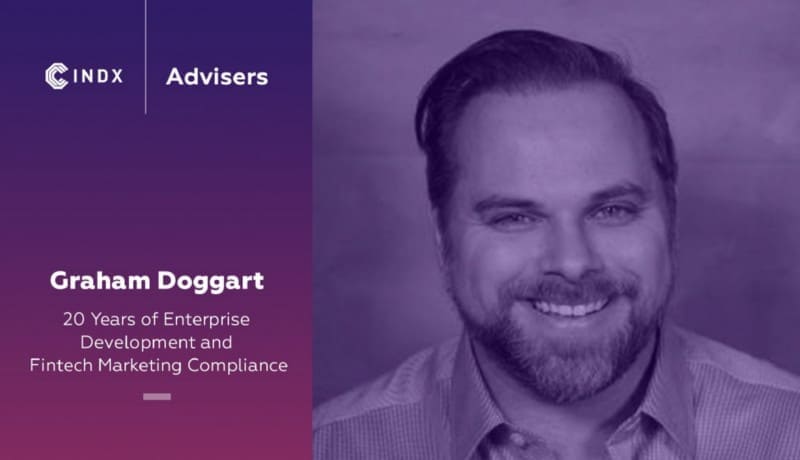 CINDX
Advisers
Graham Doggart
20 Years of Enterprise
Development and
Fintech Marketing Compliance